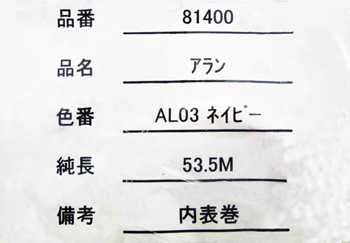 品番 81400
品名 アラン
色番 AL03 ﾈｲﾋﾞｰ
純長 53.5M
備考 内表巻